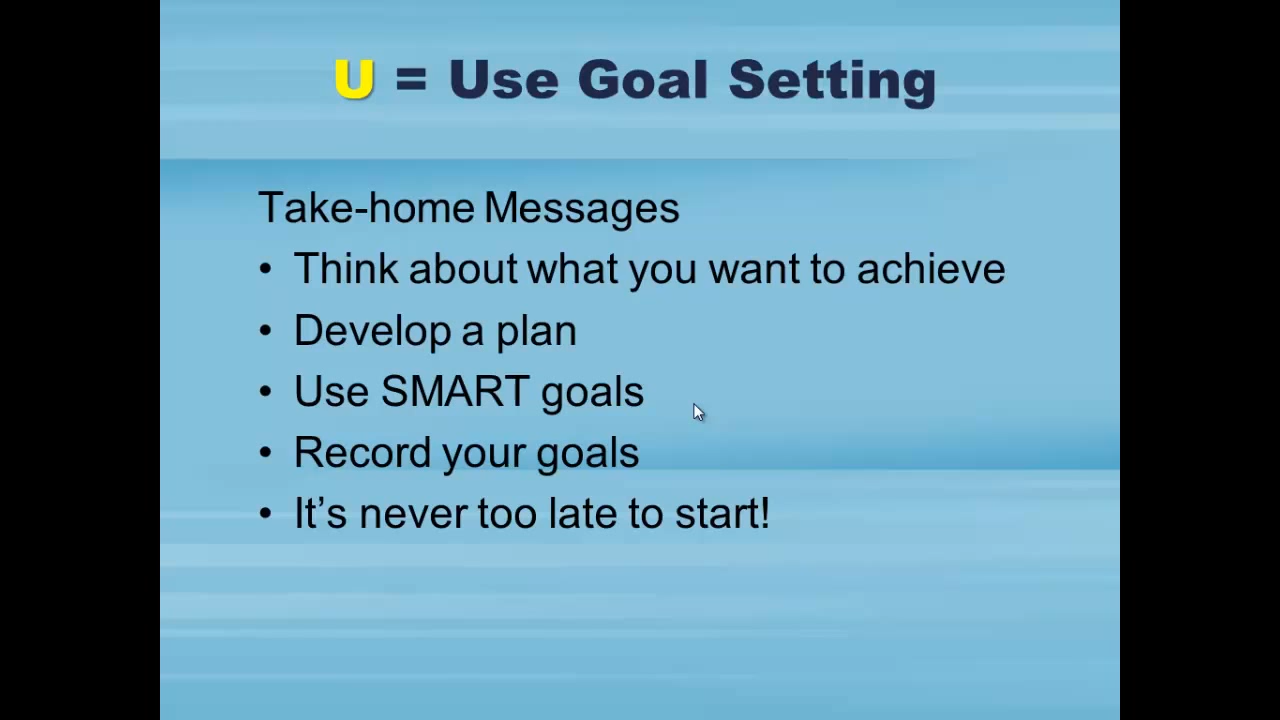 U = Use Goal Setting
Take-home Messages
• Think about what you want to achieve
• Develop a plan
• Use SMART goals
• Record your goals
• It’s never too late to start!